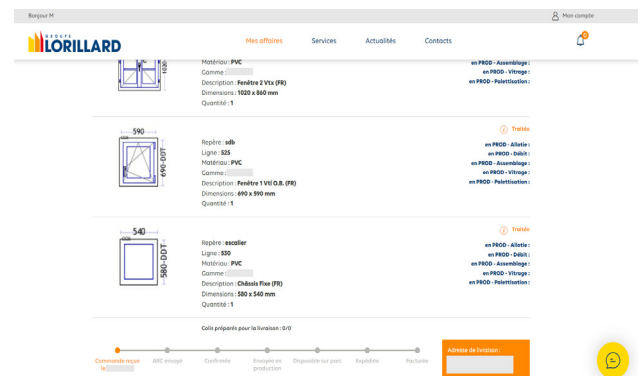 Bonjour M
Mon compte
GROUPE
LORILLARD
Mes affaires
Services
Actualités
Contacts
0
1020-
Matériau : PVC
Gamme :
Description : Fenêtre 2 Vtx (FR)
Dimensions : 1020 x 860 mm
Quantité : 1
en PROD - Assemblage :
en PROD - Vitrage :
en PROD - Palettisation :
590
690-DDT
Repère : sdb
Ligne : 525
Matériau : PVC
Gamme :
Description : Fenêtre 1 Vtl O.B. (FR)
Dimensions : 690 x 590 mm
Quantité : 1
Traitée
en PROD - Allotie :
en PROD - Débit :
en PROD - Assemblage :
en PROD - Vitrage :
en PROD - Palettisation :
540
580-DDT
Repère : escalier
Ligne : 530
Matériau : PVC
Gamme :
Description : Châssis Fixe (FR)
Dimensions : 580 x 540 mm
Quantité : 1
Traitée
en PROD - Allotie :
en PROD - Débit :
en PROD - Assemblage :
en PROD - Vitrage :
en PROD - Palettisation :
Colis préparés pour la livraison : 0/0
Commande reçue
le
ARC envoyé
Confirmée
Envoyée en
production
Disponible sur parc
Expédiée
Facturée
Adresse de livraison :